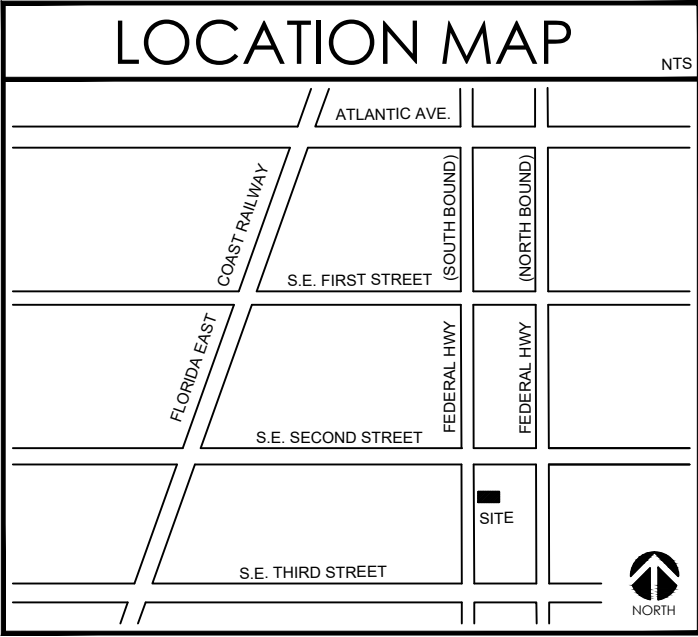 LOCATION MAP
NTS
ATLANTIC AVE.
FLORIDA EAST
COAST RAILWAY
S.E. FIRST STREET
FEDERAL HWY
(SOUTH BOUND)
FEDERAL HWY
(NORTH BOUND)
S.E. SECOND STREET
SITE
S.E. THIRD STREET
NORTH